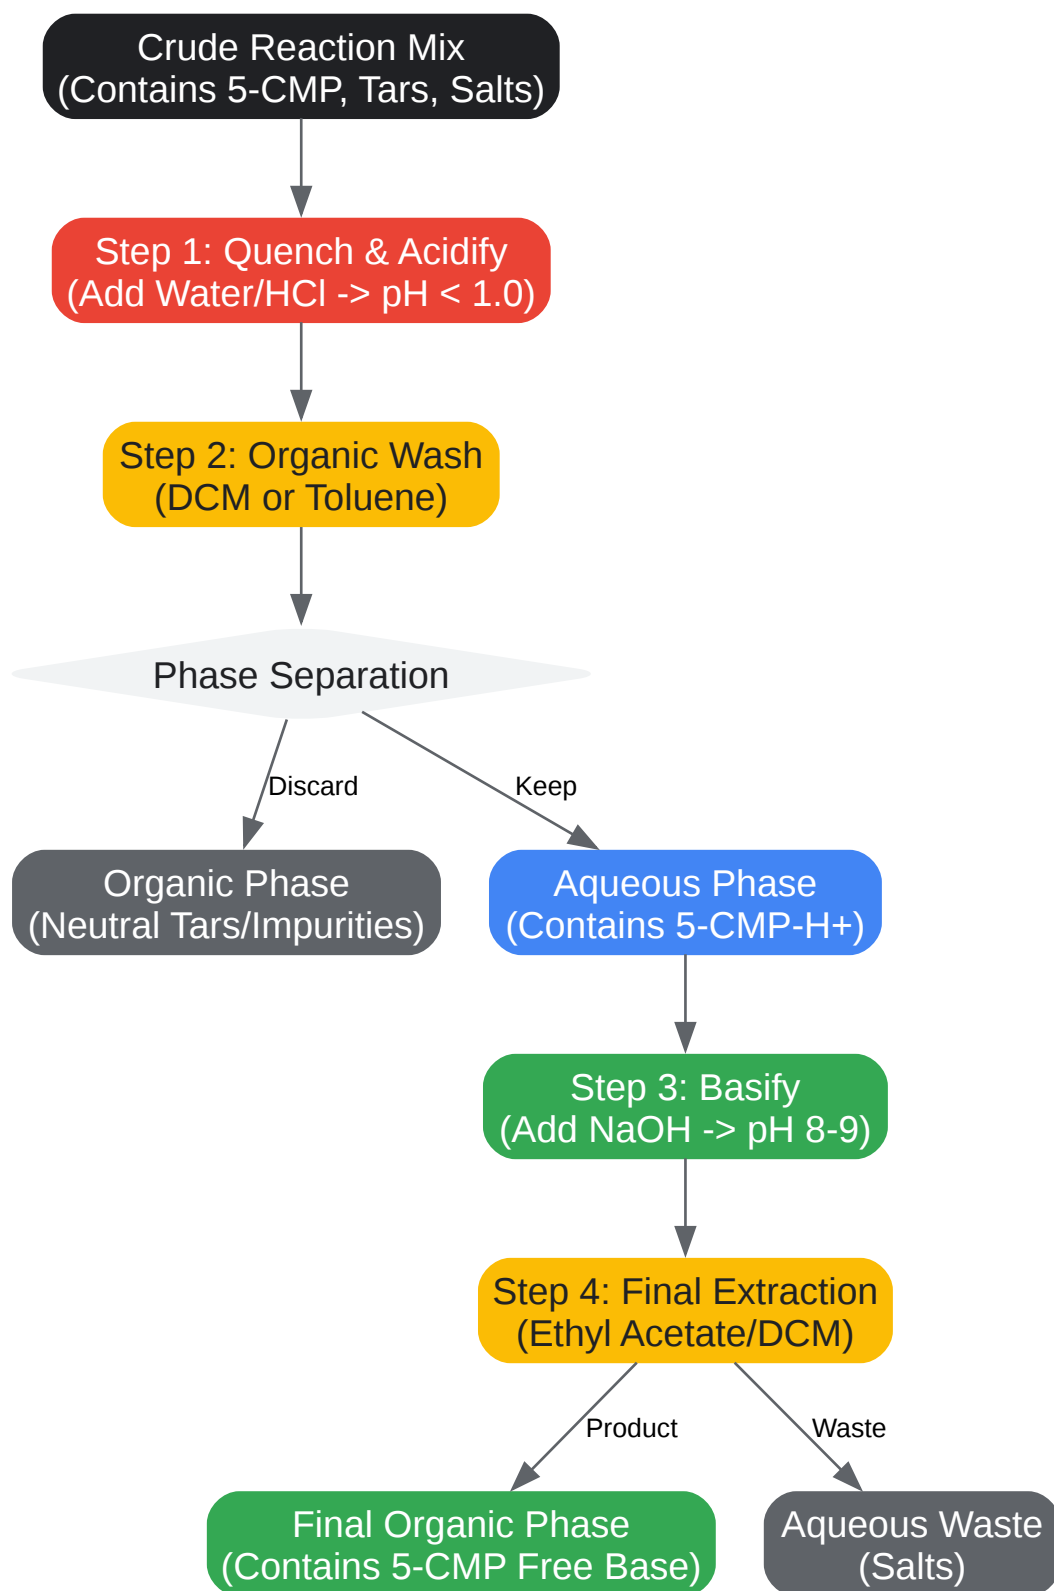 Crude Reaction Mix
(Contains 5-CMP, Tars, Salts)
Step 1: Quench & Acidify
(Add Water/HCl -> pH < 1.0)
Step 2: Organic Wash
(DCM or Toluene)
Phase Separation
Discard
Keep
Organic Phase
(Neutral Tars/Impurities)
Aqueous Phase
(Contains 5-CMP-H+)
Step 3: Basify
(Add NaOH -> pH 8-9)
Step 4: Final Extraction
(Ethyl Acetate/DCM)
Product
Waste
Final Organic Phase
(Contains 5-CMP Free Base)
Aqueous Waste
(Salts)